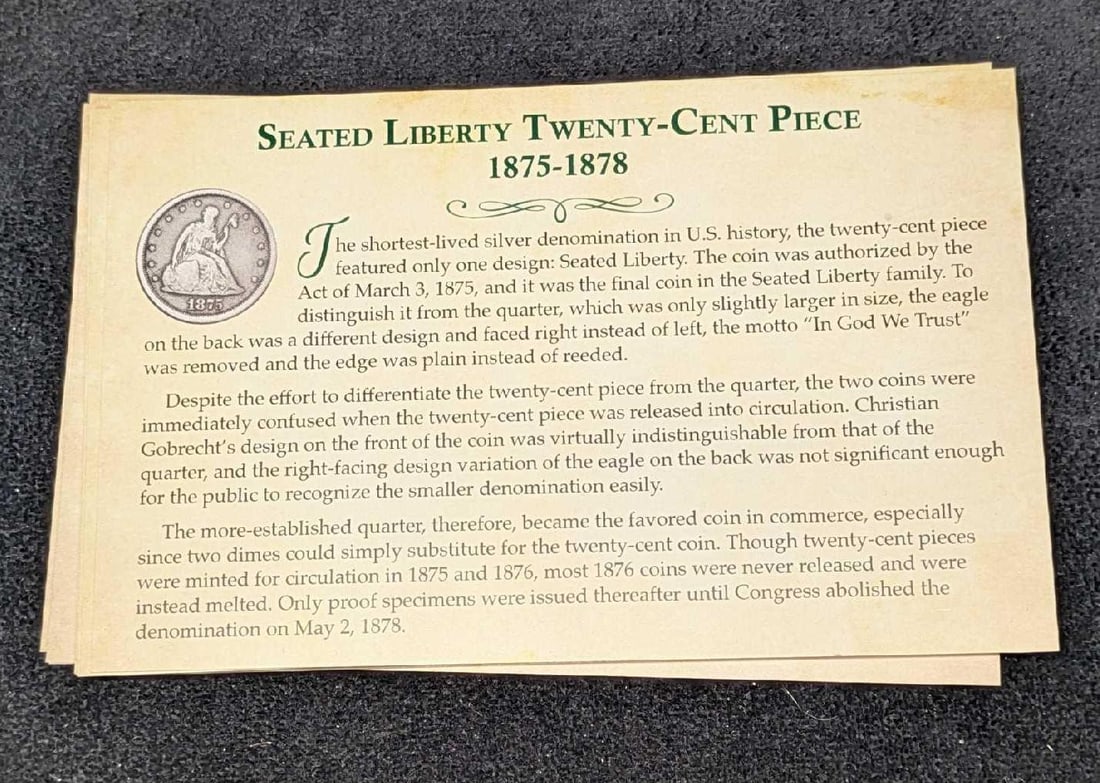 SEATED LIBERTY TWENTY-CENT PIECE
1875-1878
The shortest-lived silver denomination in U.S. history, the twenty-cent piece
featured only one design: Seated Liberty. The coin was authorized by the
Act of March 3, 1875, and it was the final coin in the Seated Liberty family. To
distinguish it from the quarter, which was only slightly larger in size, the eagle
on the back was a different design and faced right instead of left, the motto “In God We Trust”
was removed and the edge was plain instead of reeded.
1875
Despite the effort to differentiate the twenty-cent piece from the quarter, the two coins were
immediately confused when the twenty-cent piece was released into circulation. Christian
Gobrecht’s design on the front of the coin was virtually indistinguishable from that of the
quarter, and the right-facing design variation of the eagle on the back was not significant enough
for the public to recognize the smaller denomination easily.
The more-established quarter, therefore, became the favored coin in commerce, especially
since two dimes could simply substitute for the twenty-cent coin. Though twenty-cent pieces
were minted for circulation in 1875 and 1876, most 1876 coins were never released and were
instead melted. Only proof specimens were issued thereafter until Congress abolished the
denomination on May 2, 1878.